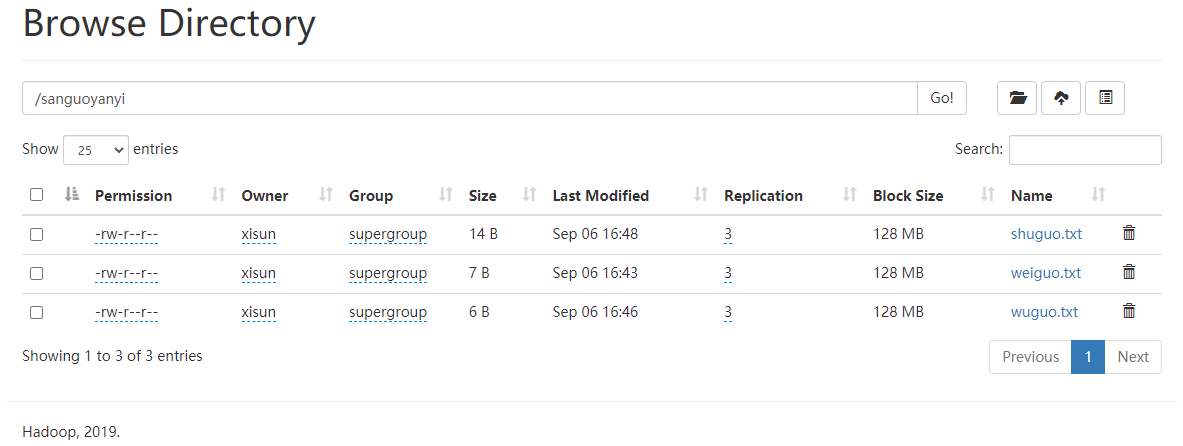 Browse Directory
/sanguoyanyi Go!
Show 25 entries Search:
Permission Owner Group Size Last Modified Replication Block Size Name
-rw-r--r-- xisun supergroup 14 B Sep 06 16:48 3 128 MB shuguo.txt
-rw-r--r-- xisun supergroup 7 B Sep 06 16:43 3 128 MB weiguo.txt
-rw-r--r-- xisun supergroup 6 B Sep 06 16:46 3 128 MB wuguo.txt
Showing 1 to 3 of 3 entries Previous 1 Next
Hadoop, 2019.